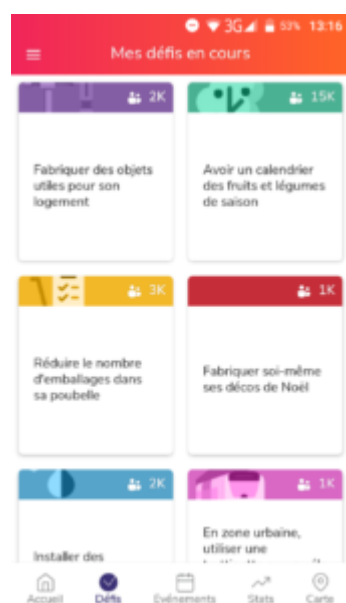 3G 53% 13:16
Mes défis en cours
2K
15K
Fabriquer des objets
utiles pour son
logement
Avoir un calendrier
des fruits et légumes
de saison
3K
1K
Réduire le nombre
d'emballages dans
sa poubelle
Fabriquer soi-même
ses décos de Noël
2K
1K
Installer des
En zone urbaine,
utiliser une
Accueil
Défis
Evénements
Stats
Carte